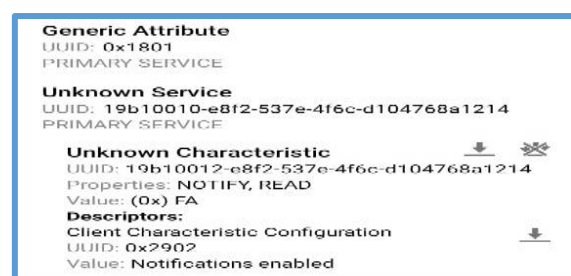 Generic Attribute
UUID: 0x1801
PRIMARY SERVICE
Unknown Service
UUID: 19b10010-e8f2-537e-4f6c-d104768a1214
PRIMARY SERVICE
Unknown Characteristic
UUID: 19b10012-e8f2-537e-4f6c-d104768a1214
Properties: NOTIFY, READ
Value: (0x) FA
Descriptors:
Client Characteristic Configuration
UUID: 0x2902
Value: Notifications enabled